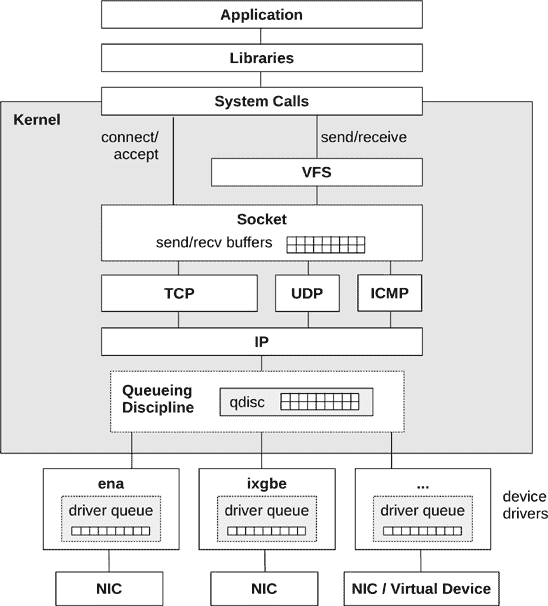 Application
Libraries
System Calls
Kernel
connect/
accept
send/receive
VFS
Socket
send/recv buffers
TCP
UDP
ICMP
IP
Queueing
Discipline
qdisc
ena
driver queue
ixgbe
driver queue
...
driver queue
device
drivers
NIC
NIC
NIC / Virtual Device